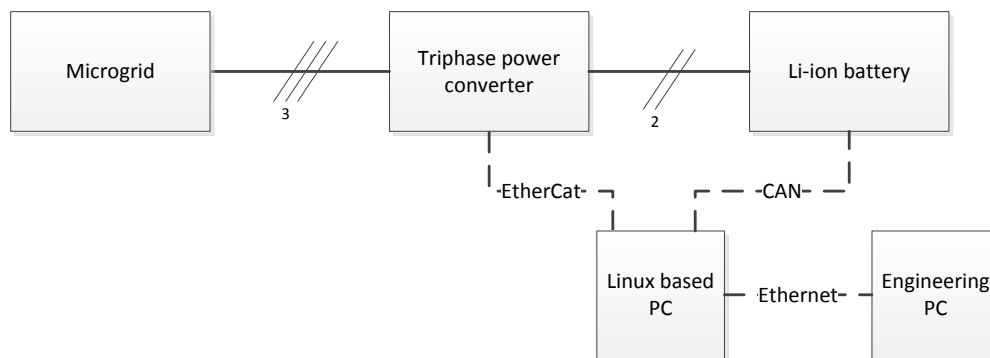 Microgrid
Triphase power
converter
Li-ion battery
3
2
EtherCat
CAN
Linux based
PC
Ethernet
Engineering
PC